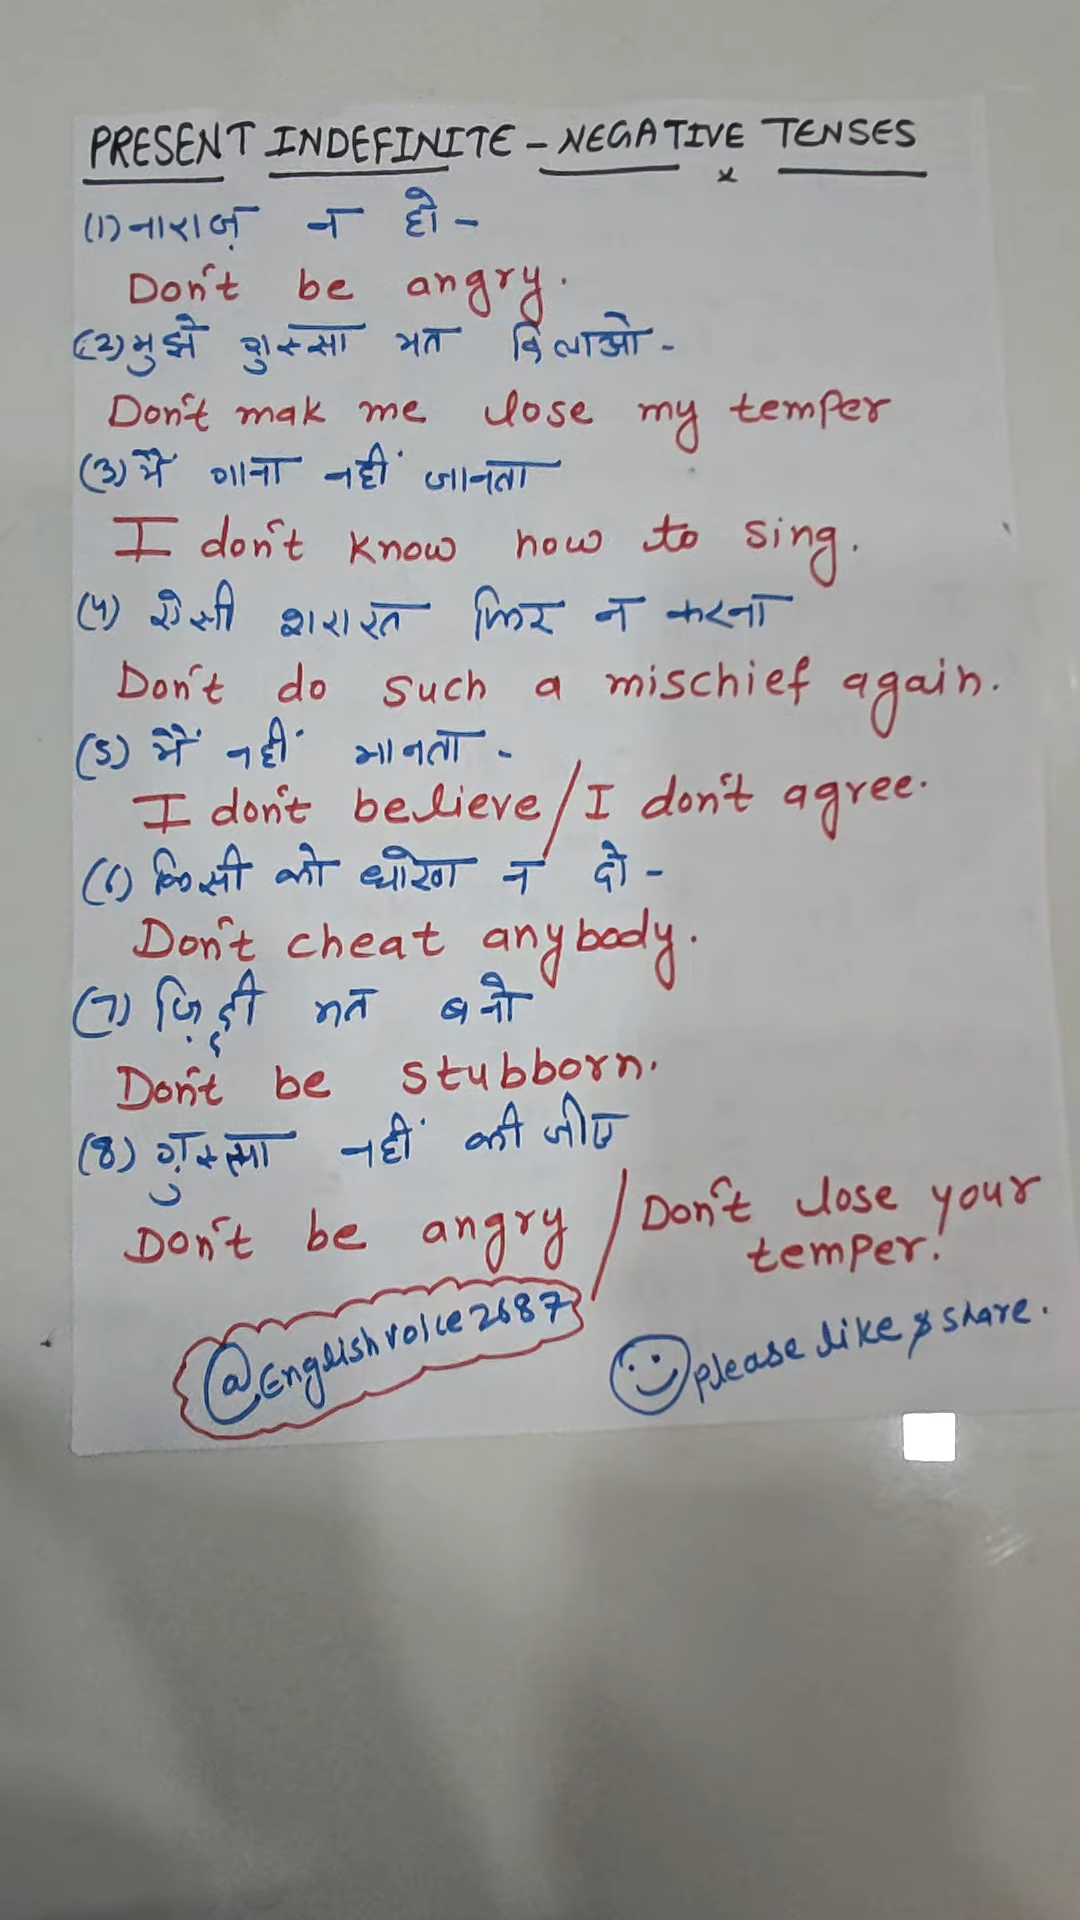 PRESENT INDEFINITE - NEGATIVE TENSES
(1) नाराज़ न हो -
Don't be angry.
(2) मुझे गुस्सा मत दिलाओ -
Don't mak me lose my temper
(3) मैं गाना नहीं जानता
I don't know how to sing.
(4) ऐसी शरारत फिर न करना
Don't do such a mischief again.
(5) मैं नहीं मानता -
I don't believe / I don't agree.
(6) किसी को धोखा न दो -
Don't cheat anybody.
(7) ज़िद्दी मत बनो
Don't be stubborn.
(8) गुस्सा नहीं कीजीए
Don't be angry / Don't lose your
temper.
@Englishvoice2687
please like & share.